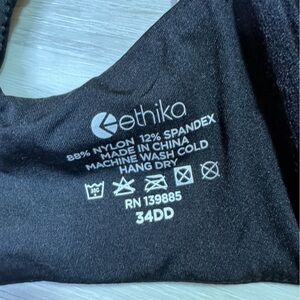 ethika
88% NYLON 12% SPANDEX
MADE IN CHINA
MACHINE WASH COLD
HANG DRY
RN 139885
34DD